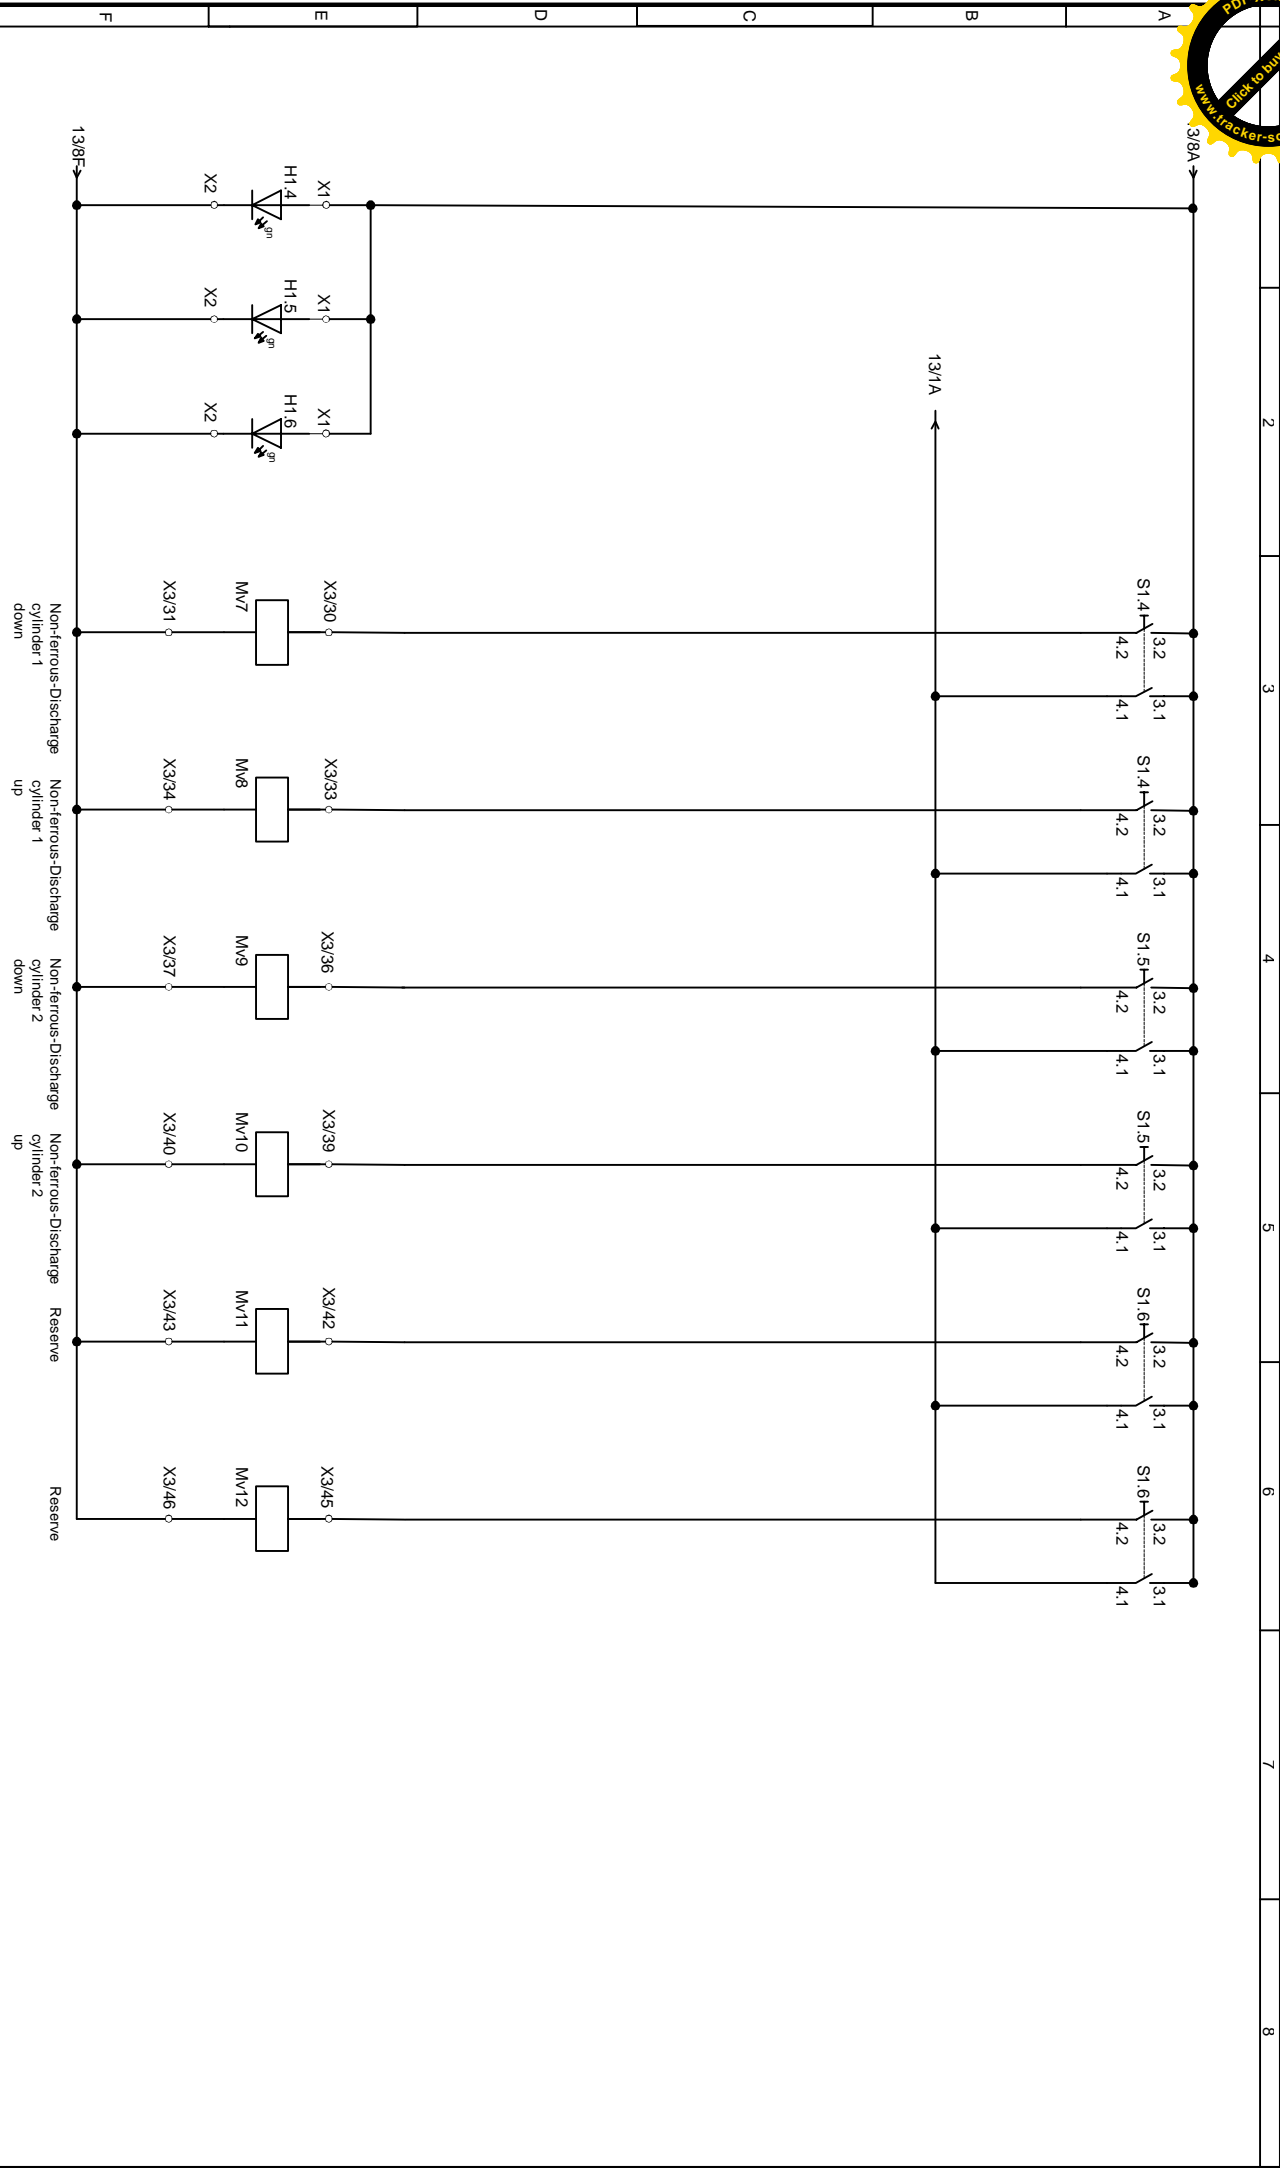 A
B
C
D
E
F
2
3
4
5
6
7
8
Click to buy
3/8A
13/8F
13/1A
X1
H1.4
gn
X2
X1
H1.5
gn
X2
X1
H1.6
gn
X2
S1.4
3.2
4.2
3.1
4.1
S1.4
3.2
4.2
3.1
4.1
S1.5
3.2
4.2
3.1
4.1
S1.5
3.2
4.2
3.1
4.1
S1.6
3.2
4.2
3.1
4.1
S1.6
3.2
4.2
3.1
4.1
X3/30
Mv7
X3/31
Non-ferrous-Discharge
cylinder 1
down
X3/33
Mv8
X3/34
Non-ferrous-Discharge
cylinder 1
up
X3/36
Mv9
X3/37
Non-ferrous-Discharge
cylinder 2
down
X3/39
Mv10
X3/40
Non-ferrous-Discharge
cylinder 2
up
X3/42
Mv11
X3/43
Reserve
X3/45
Mv12
X3/46
Reserve